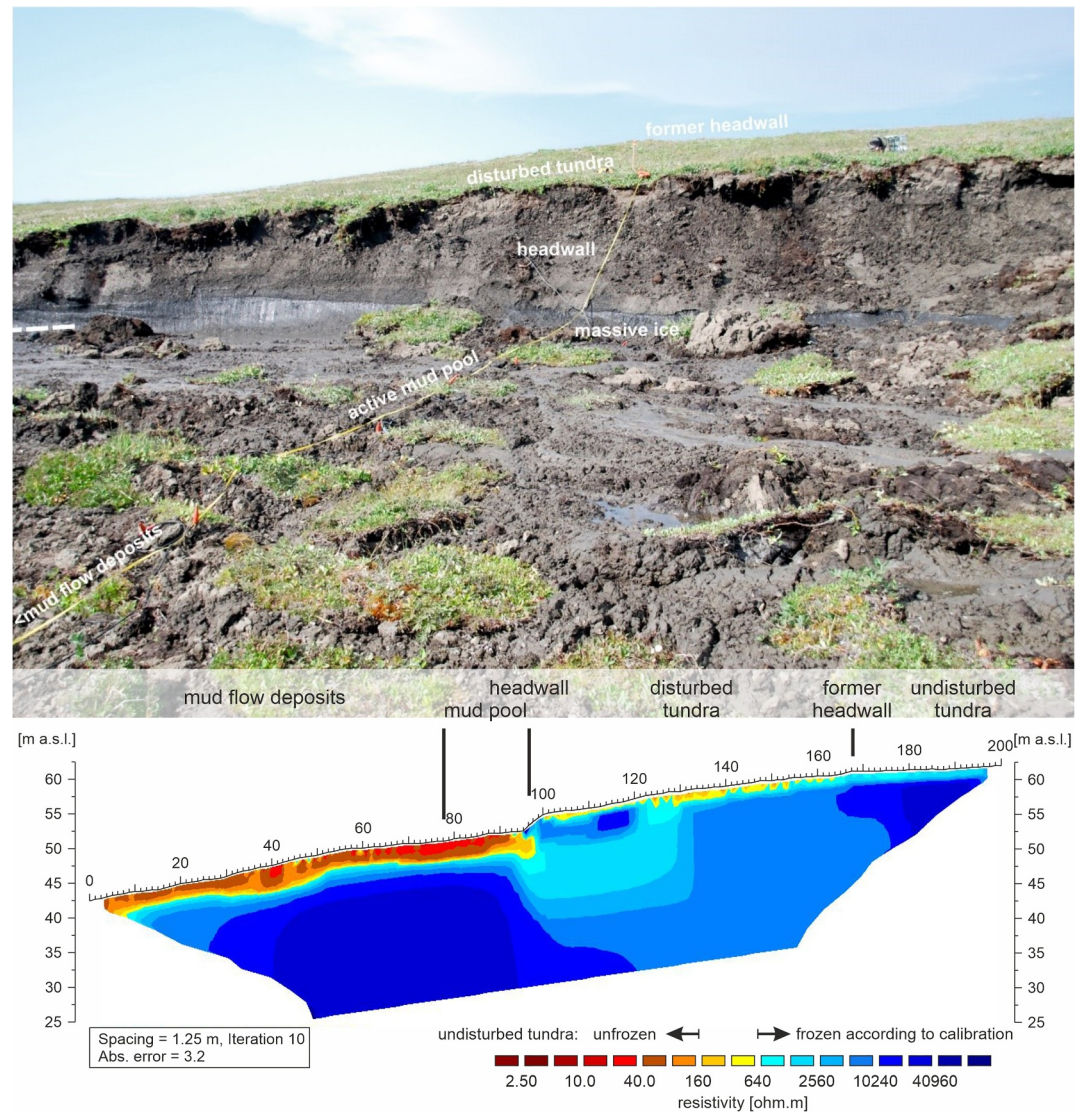 former headwall
disturbed tundra
headwall
massive ice
active mud pool
<mud flow deposits
mud flow deposits
headwall
mud pool
disturbed
tundra
former
headwall
undisturbed
tundra
[m a.s.l.]
[m a.s.l.]
0
20
40
60
80
100
120
140
160
180
200
60
55
50
45
40
35
30
25
60
55
50
45
40
35
30
25
Spacing = 1.25 m, Iteration 10
Abs. error = 3.2
undisturbed tundra: unfrozen
frozen according to calibration
2.50 10.0 40.0 160 640 2560 10240 40960
resistivity [ohm.m]